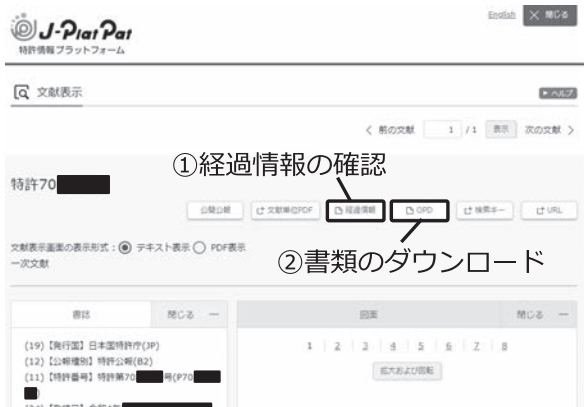 English
× 閉じる
J-PlatPat
特許情報プラットフォーム
文献表示
ヘルプ
< 前の文献 1 / 1 表示 次の文献 >
①経過情報の確認
特許70
公開公報 文献単位PDF 経過情報 OPD 検索キー URL
文献表示画面の表示形式: テキスト表示 PDF表示
②書類のダウンロード
一次文献
書誌 閉じる ー 図面 閉じる ー
(19)【発行国】日本国特許庁(JP)
(12)【公報種別】特許公報(B2)
(11)【特許番号】特許第70 号(P70
)
1 | 2 | 3 | 4 | 5 | 6 | 7 | 8
拡大および回転